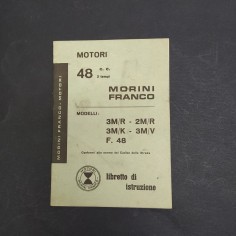 MOTORI
48
2 tempi
MORINI
FRANCO
MODELLI:
3M/R - 2M/R
3M/K - 3M/V
F. 48
libretto di
istruzione
MORINI FRANCO - MOTORI